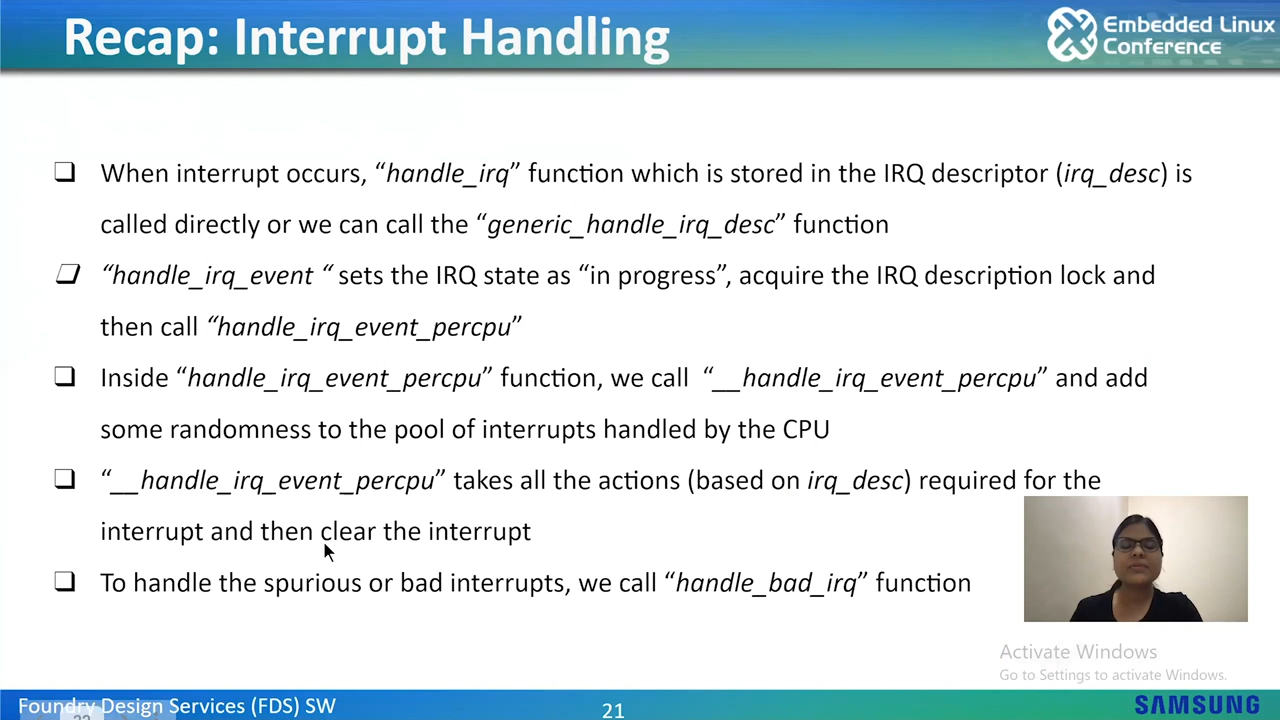 Recap: Interrupt Handling
Embedded Linux
Conference
❑ When interrupt occurs, “handle_irq” function which is stored in the IRQ descriptor (irq_desc) is
called directly or we can call the “generic_handle_irq_desc” function
❑ “handle_irq_event “ sets the IRQ state as “in progress”, acquire the IRQ description lock and
then call “handle_irq_event_percpu”
❑ Inside “handle_irq_event_percpu” function, we call “__handle_irq_event_percpu” and add
some randomness to the pool of interrupts handled by the CPU
❑ “__handle_irq_event_percpu” takes all the actions (based on irq_desc) required for the
interrupt and then clear the interrupt
❑ To handle the spurious or bad interrupts, we call “handle_bad_irq” function
Activate Windows
Go to Settings to activate Windows.
Foundry Design Services (FDS) SW
21
SAMSUNG